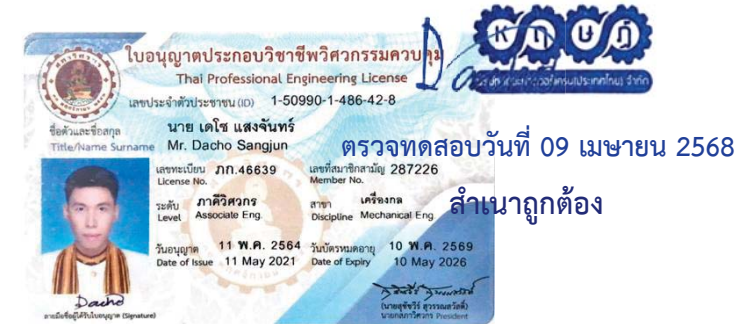 ใบอนุญาตประกอบวิชาชีพวิศวกรรมควบคุม
Thai Professional Engineering License
เลขประจำตัวประชาชน (ID) 1-50990-1-486-42-8
ชื่อตัวและชื่อสกุล นาย เดโช แสงจันทร์
Title/Name Surname Mr. Dacho Sangjun
เลขทะเบียน ภก.46639 เลขที่สมาชิกสามัญ 287226
License No. Member No.
ระดับ ภาคีวิศวกร สาขา เครื่องกล
Level Associate Eng. Discipline Mechanical Eng.
วันอนุญาต 11 พ.ค. 2564 วันบัตรหมดอายุ 10 พ.ค. 2569
Date of Issue 11 May 2021 Date of Expiry 10 May 2026
Dacho
ลายมือชื่อผู้ได้รับใบอนุญาต (Signature)
นายกสภาวิศวกร President
สภาวิศวกร
ตรวจทดสอบวันที่ 09 เมษายน 2568
สำเนาถูกต้อง